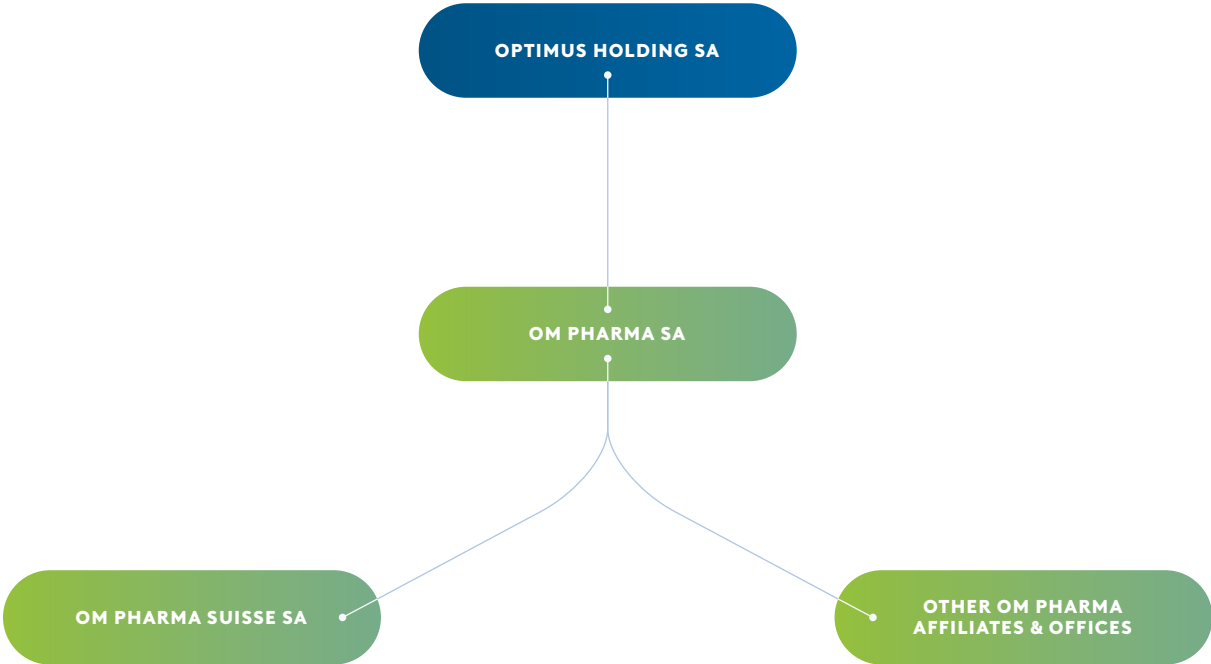 OPTIMUS HOLDING SA
OM PHARMA SA
OM PHARMA SUISSE SA
OTHER OM PHARMA
AFFILIATES & OFFICES